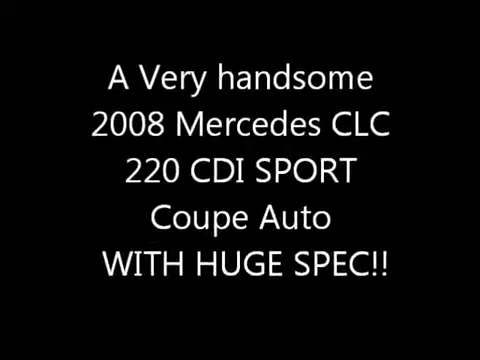 A Very handsome
2008 Mercedes CLC
220 CDI SPORT
Coupe Auto
WITH HUGE SPEC!!